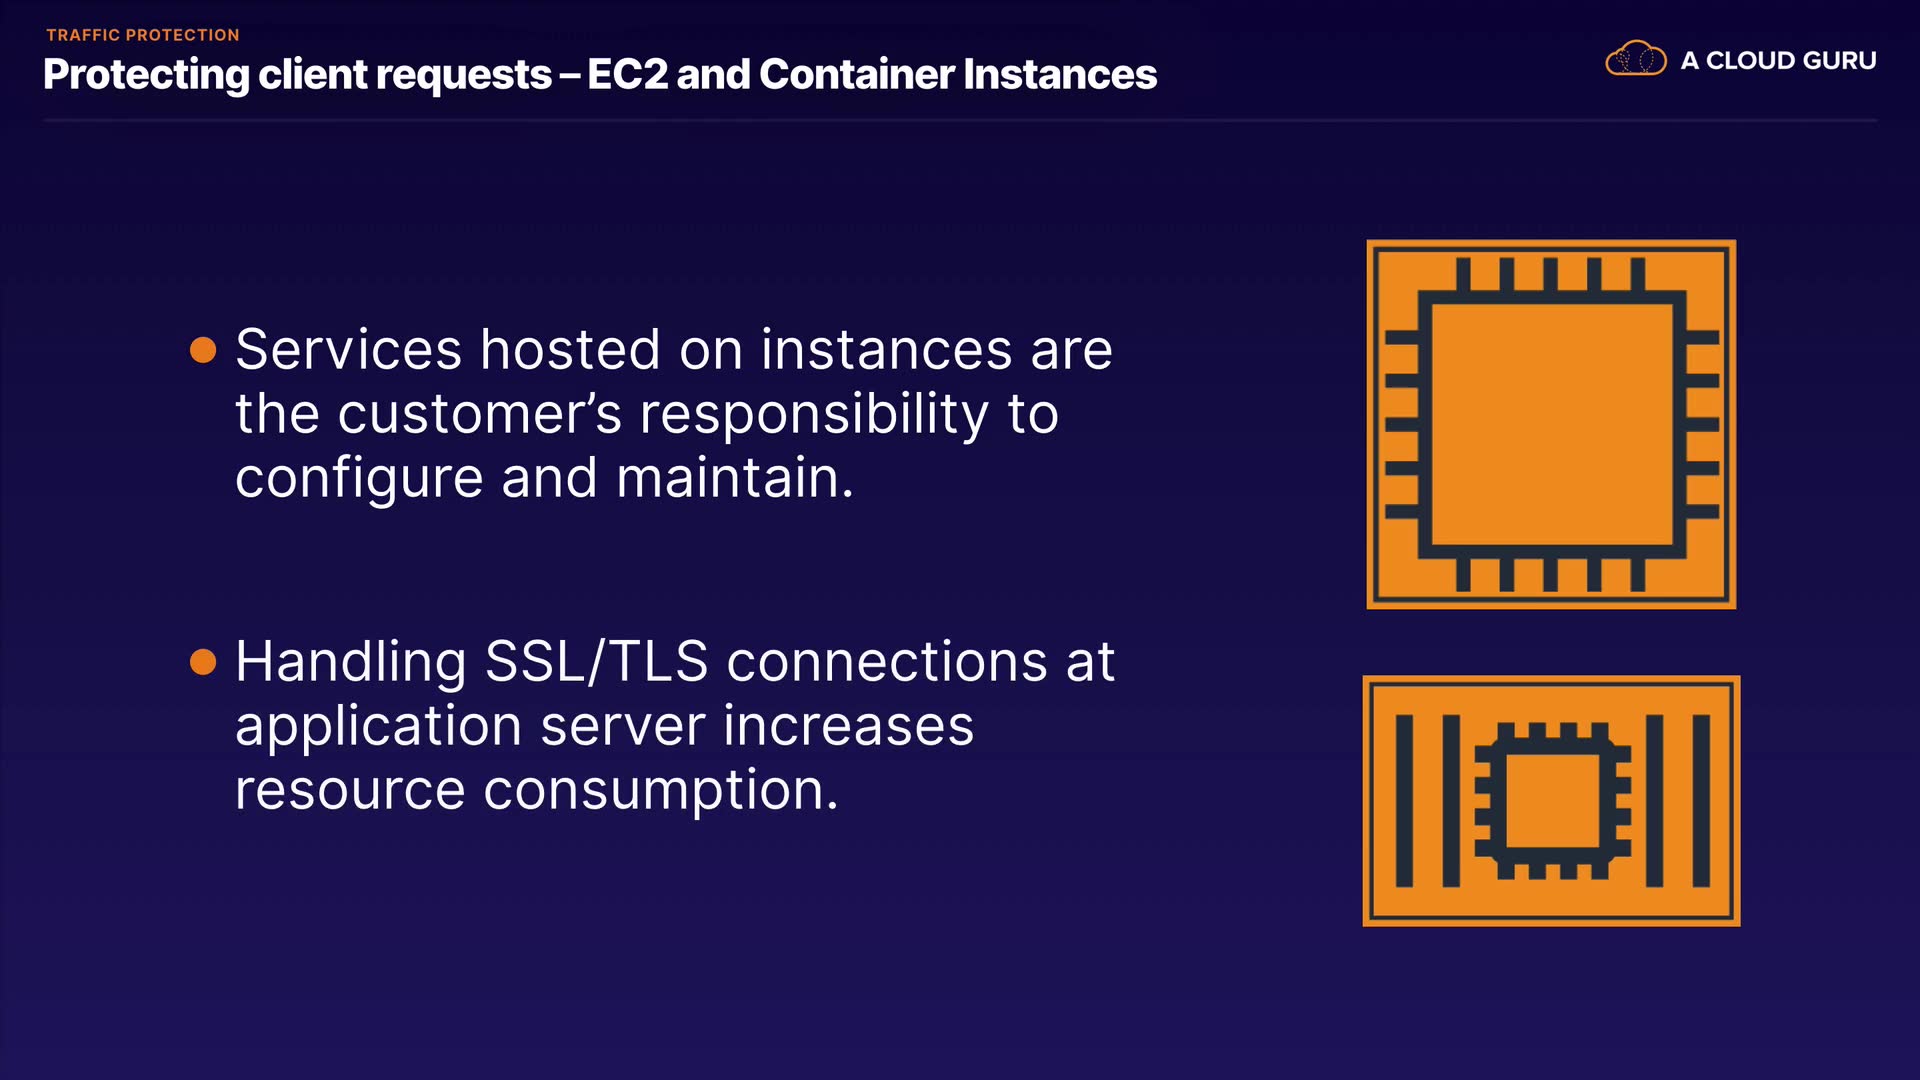 TRAFFIC PROTECTION
Protecting client requests – EC2 and Container Instances
A CLOUD GURU
Services hosted on instances are
the customer’s responsibility to
configure and maintain.
Handling SSL/TLS connections at
application server increases
resource consumption.